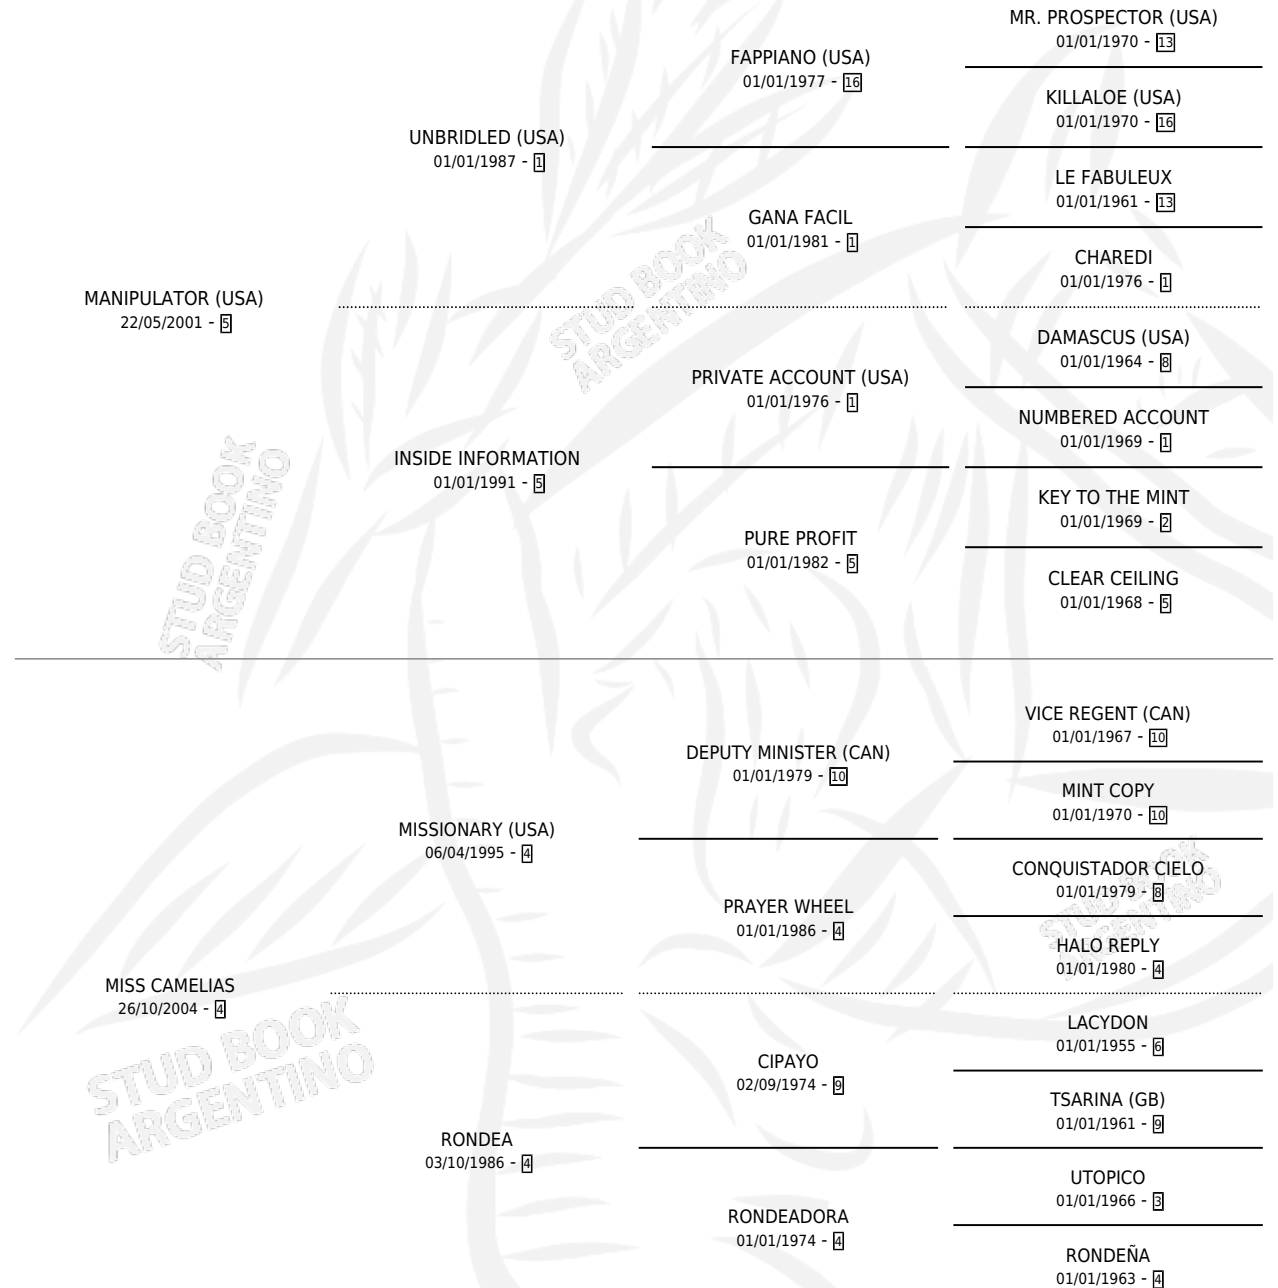 MR. PROSPECTOR (USA)
01/01/1970 - 13
FAPPIANO (USA)
01/01/1977 - 16
KILLALOE (USA)
01/01/1970 - 16
UNBRIDLED (USA)
01/01/1987 - 1
LE FABULEUX
01/01/1961 - 13
GANA FACIL
01/01/1981 - 1
CHAREDI
01/01/1976 - 1
MANIPULATOR (USA)
22/05/2001 - 5
DAMASCUS (USA)
01/01/1964 - 8
PRIVATE ACCOUNT (USA)
01/01/1976 - 1
NUMBERED ACCOUNT
01/01/1969 - 1
INSIDE INFORMATION
01/01/1991 - 5
KEY TO THE MINT
01/01/1969 - 2
PURE PROFIT
01/01/1982 - 5
CLEAR CEILING
01/01/1968 - 5
VICE REGENT (CAN)
01/01/1967 - 10
DEPUTY MINISTER (CAN)
01/01/1979 - 10
MINT COPY
01/01/1970 - 10
MISSIONARY (USA)
06/04/1995 - 4
CONQUISTADOR CIELO
01/01/1979 - 8
PRAYER WHEEL
01/01/1986 - 4
HALO REPLY
01/01/1980 - 4
MISS CAMELIAS
26/10/2004 - 4
LACYDON
01/01/1955 - 6
CIPAYO
02/09/1974 - 9
TSARINA (GB)
01/01/1961 - 9
RONDEA
03/10/1986 - 4
UTOPICO
01/01/1966 - 3
RONDEADORA
01/01/1974 - 4
RONDEÑA
01/01/1963 - 4
STUD BOOK
ARGENTINO
STUD BOOK
ARGENTINO
STUD BOOK
ARGENTINO
STUD BOOK
ARGENTINO